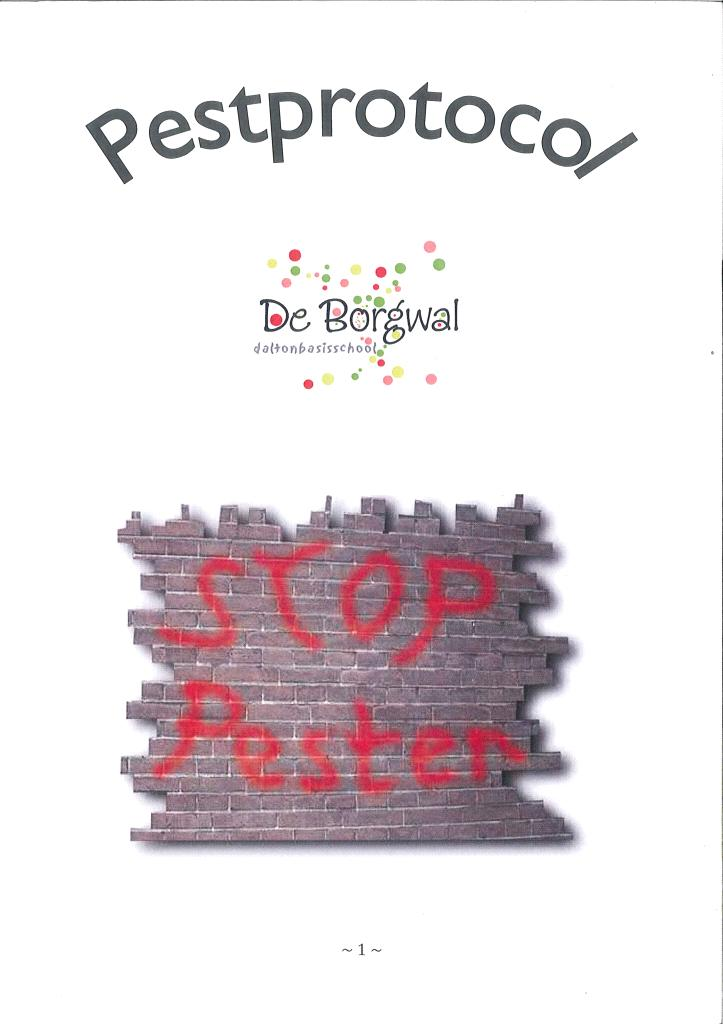 Pestprotocol
De Borgwal
daltonbasisschool
STOP
Pesten
~ 1 ~